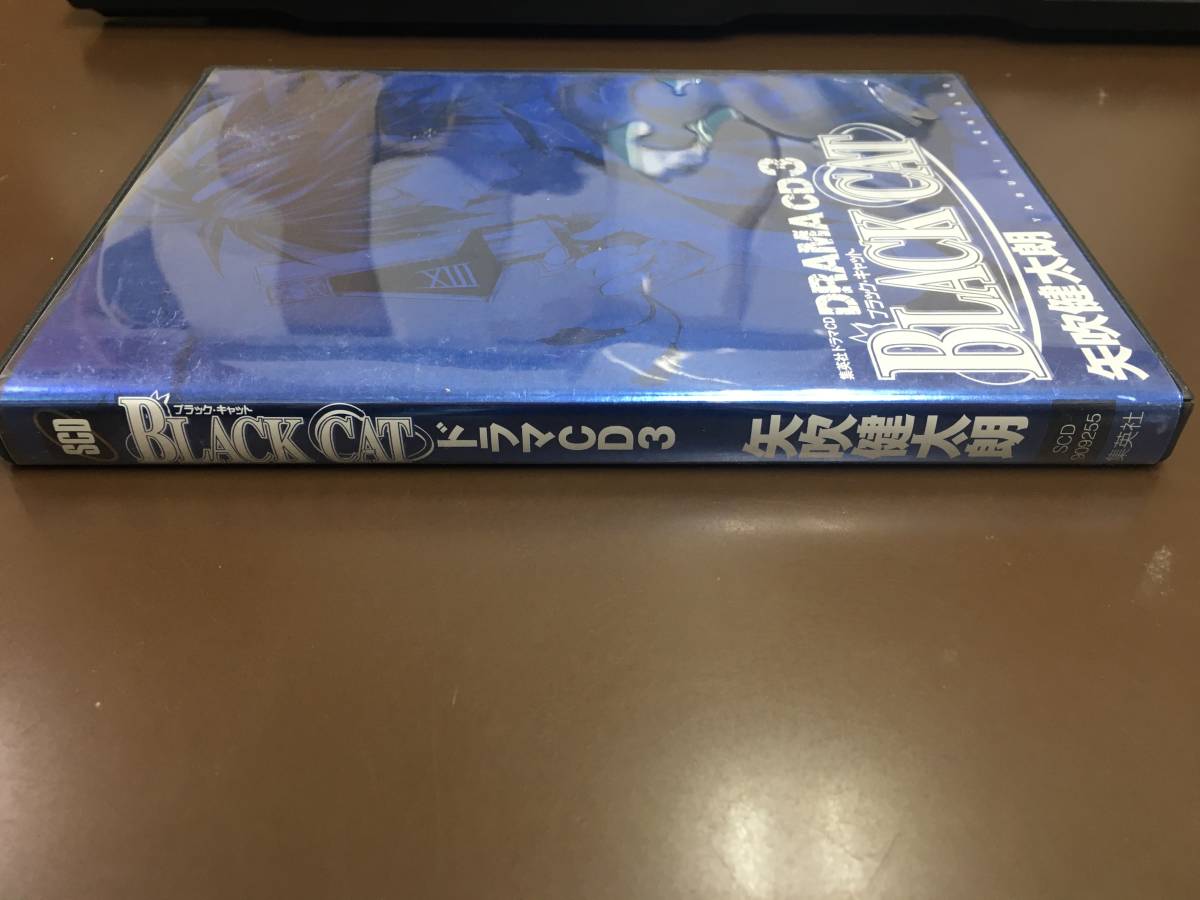 集英社ドラマCD
DRAMA CD 3
ブラック・キャット
BLACK CAT
矢吹健太朗
XIII
SCD
ブラック・キャット
BLACK CAT
ドラマCD3
矢吹健太朗
SCD
909255
集英社